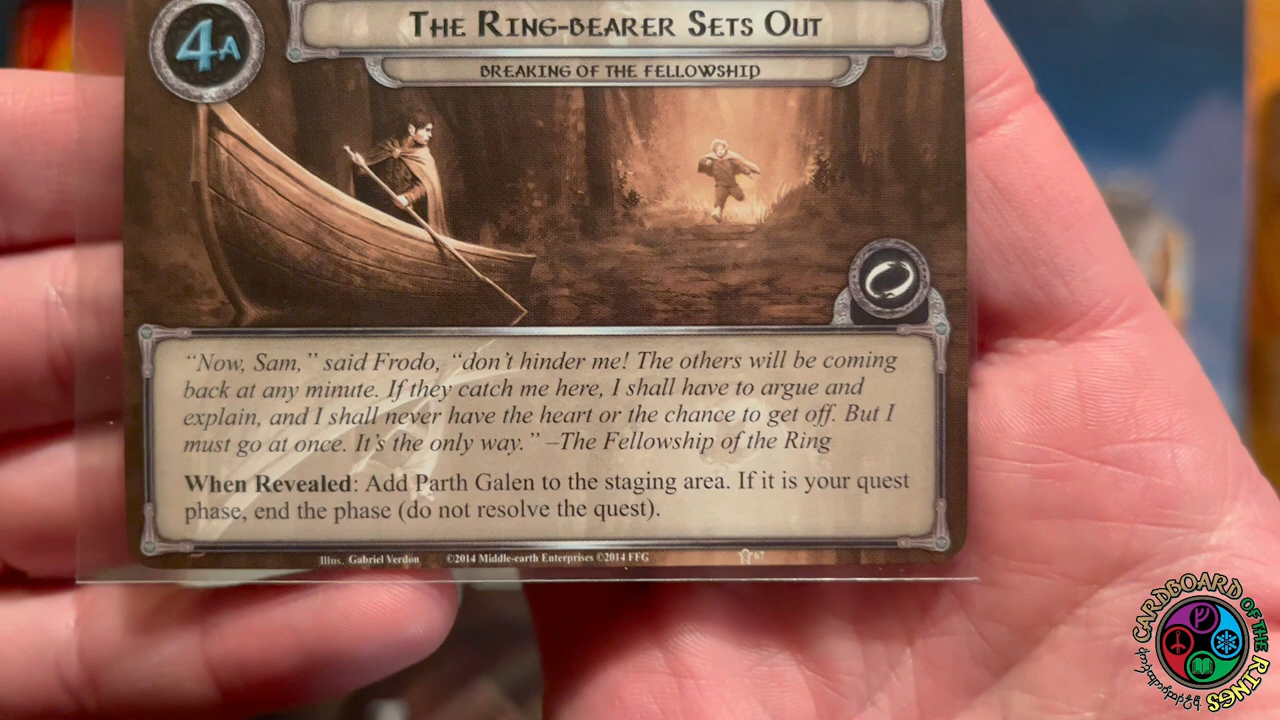 4A
THE RING-BEARER SETS OUT
BREAKING OF THE FELLOWSHIP
“Now, Sam,” said Frodo, “don’t hinder me! The others will be coming
back at any minute. If they catch me here, I shall have to argue and
explain, and I shall never have the heart or the chance to get off. But I
must go at once. It’s the only way.” –The Fellowship of the Ring
When Revealed: Add Parth Galen to the staging area. If it is your quest
phase, end the phase (do not resolve the quest).
Illus. Gabriel Verdon ©2014 Middle-earth Enterprises ©2014 FFG 67
CARDBOARD OF THE RINGS